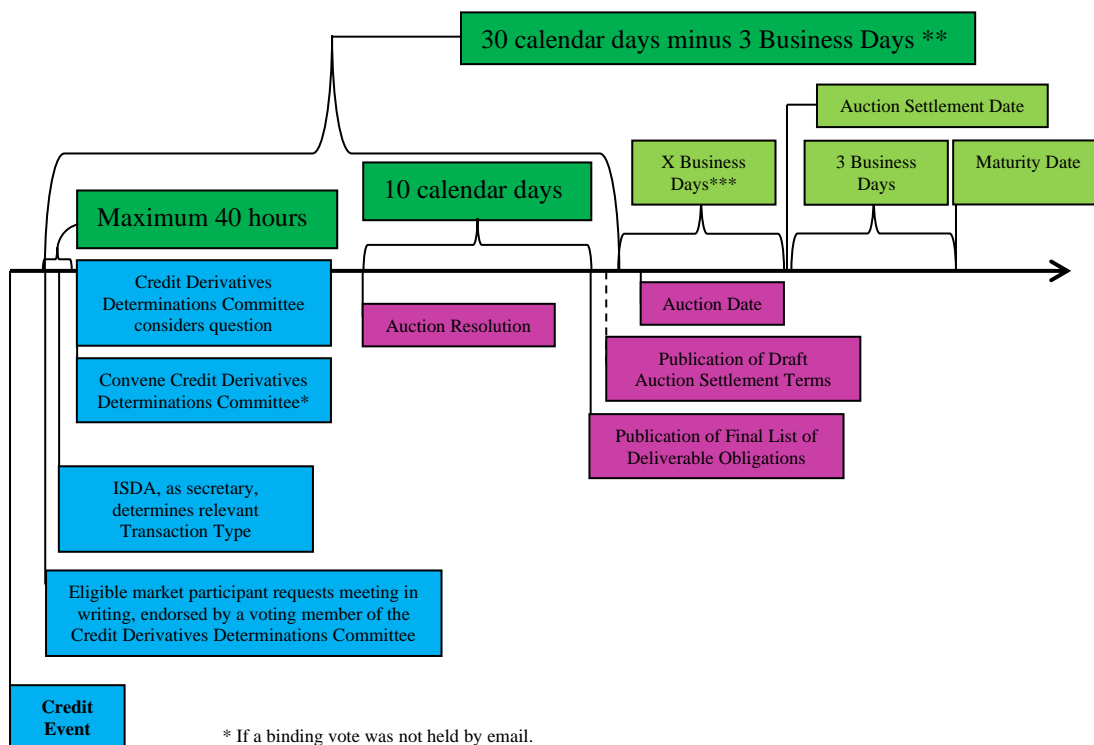 30 calendar days minus 3 Business Days **
Auction Settlement Date
X Business
Days***
3 Business
Days
Maturity Date
10 calendar days
Maximum 40 hours
Credit Derivatives
Determinations Committee
considers question
Auction Resolution
Auction Date
Convene Credit Derivatives
Determinations Committee*
Publication of Draft
Auction Settlement Terms
Publication of Final List of
Deliverable Obligations
ISDA, as secretary,
determines relevant
Transaction Type
Eligible market participant requests meeting in
writing, endorsed by a voting member of the
Credit Derivatives Determinations Committee
Credit
Event
* If a binding vote was not held by email.